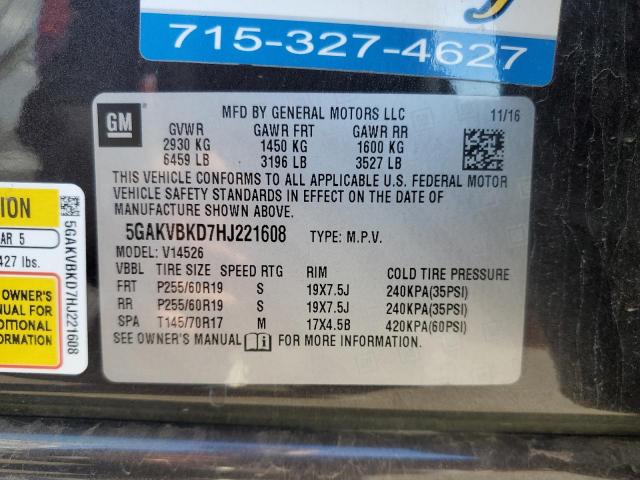 715-327-4627
GM
MFD BY GENERAL MOTORS LLC 11/16
GVWR GAWR FRT GAWR RR
2930 KG 1450 KG 1600 KG
6459 LB 3196 LB 3527 LB
THIS VEHICLE CONFORMS TO ALL APPLICABLE U.S. FEDERAL MOTOR
VEHICLE SAFETY STANDARDS IN EFFECT ON THE DATE OF
MANUFACTURE SHOWN ABOVE.
5GAKVBKD7HJ221608 TYPE: M.P.V.
MODEL: V14526
VBBL TIRE SIZE SPEED RTG RIM COLD TIRE PRESSURE
FRT P255/60R19 S 19X7.5J 240KPA(35PSI)
RR P255/60R19 S 19X7.5J 240KPA(35PSI)
SPA T145/70R17 M 17X4.5B 420KPA(60PSI)
SEE OWNER'S MANUAL FOR MORE INFORMATION.
AR 5
427 lbs.
OWNER'S
MANUAL FOR
5GAKVBKD7HJ221608